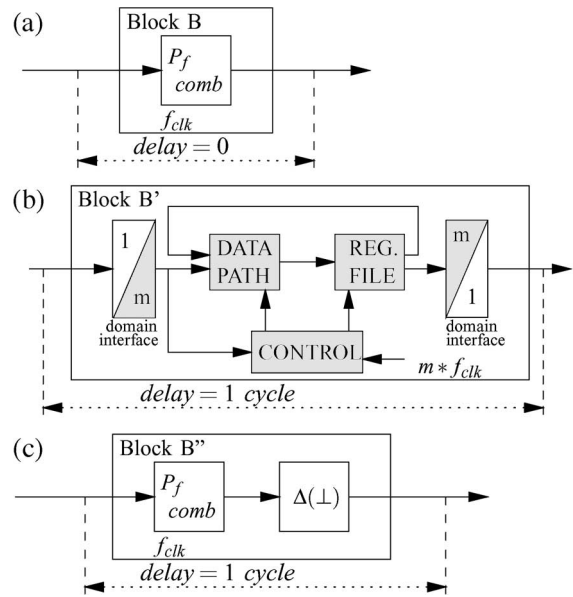 (a)
Block B
P_f
comb
f_clk
delay = 0
(b)
Block B'
1
m
domain
interface
DATA
PATH
REG.
FILE
m
1
domain
interface
CONTROL
m * f_clk
delay = 1 cycle
(c)
Block B"
P_f
comb
Δ(⊥)
f_clk
delay = 1 cycle